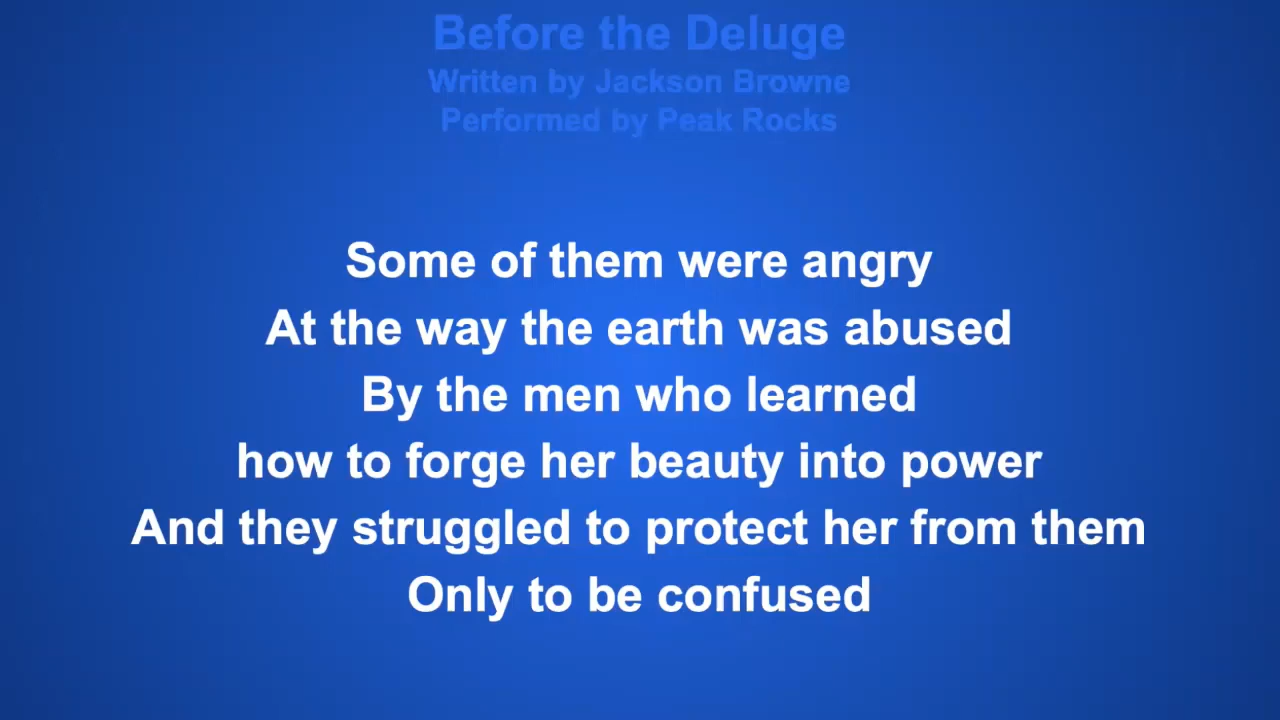 Before the Deluge
Written by Jackson Browne
Performed by Peak Rocks
Some of them were angry
At the way the earth was abused
By the men who learned
how to forge her beauty into power
And they struggled to protect her from them
Only to be confused